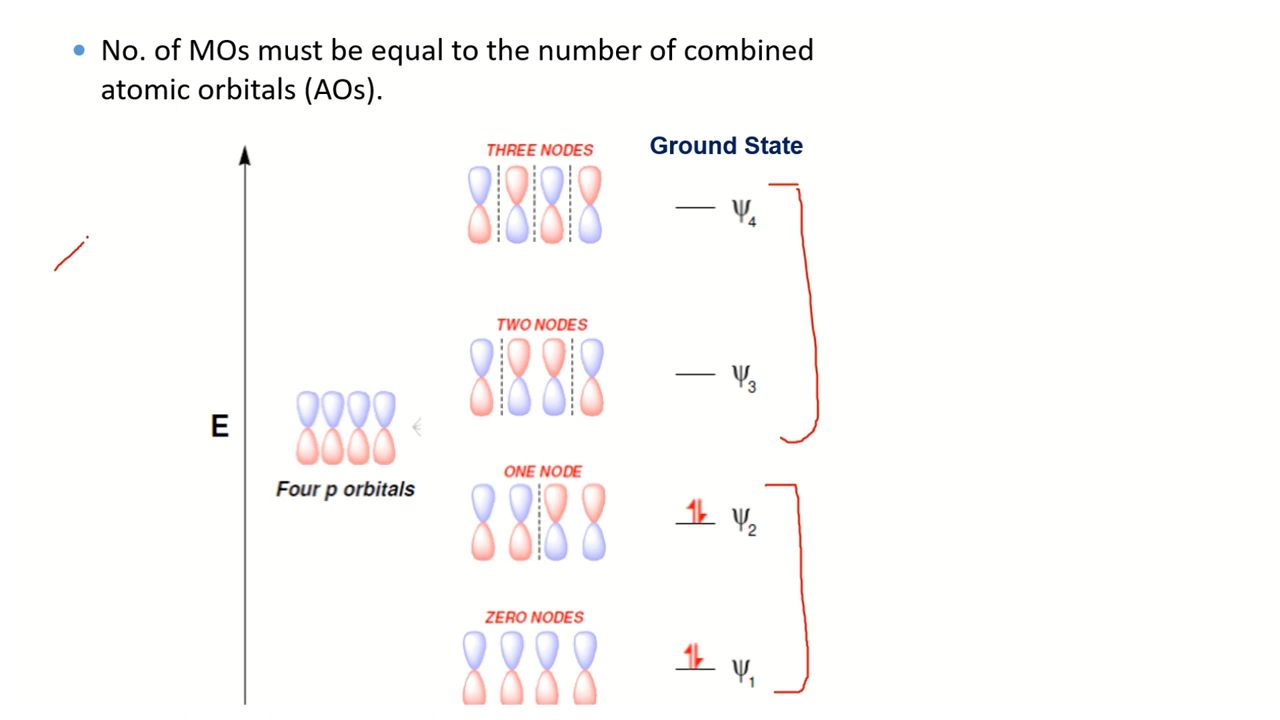 • No. of MOs must be equal to the number of combined
atomic orbitals (AOs).
THREE NODES
Ground State
ψ4
TWO NODES
ψ3
E
Four p orbitals
ONE NODE
ψ2
ZERO NODES
ψ1